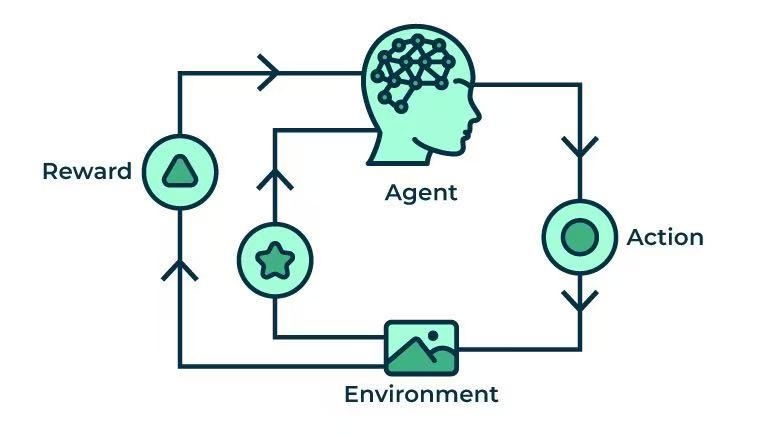 Reward
Agent
Action
Environment